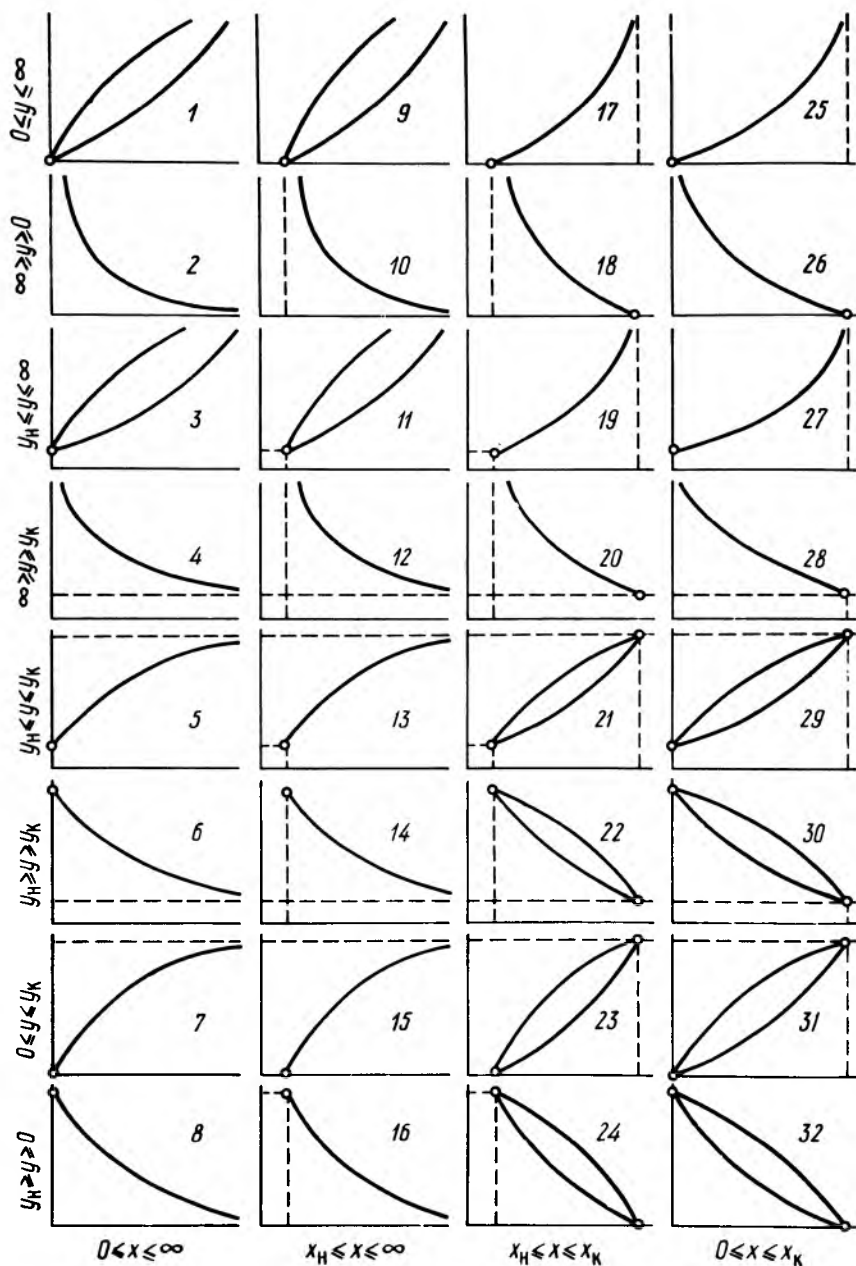 0≤y≤∞ 1 9 17 25
∞≥y≥0 2 10 18 26
yн≤y≤∞ 3 11 19 27
∞≥y≥yк 4 12 20 28
yн≤y≤yк 5 13 21 29
yн≥y≥yк 6 14 22 30
0≤y≤yк 7 15 23 31
yн≥y≥0 8 16 24 32
0≤x≤∞ xн≤x≤∞ xн≤x≤xк 0≤x≤xк